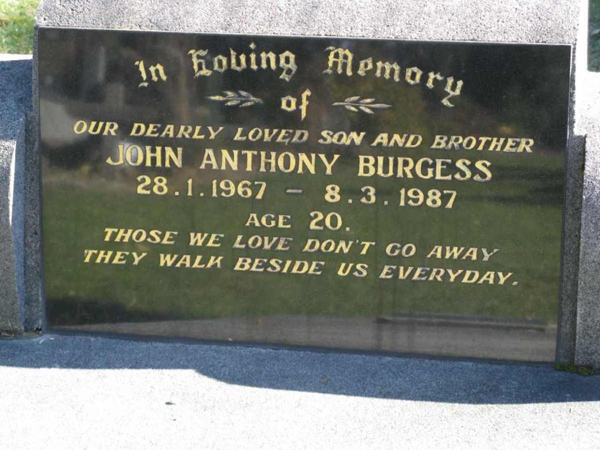 In Loving Memory
of
OUR DEARLY LOVED SON AND BROTHER
JOHN ANTHONY BURGESS
28.1.1967 – 8.3.1987
AGE 20.
THOSE WE LOVE DON'T GO AWAY
THEY WALK BESIDE US EVERYDAY.